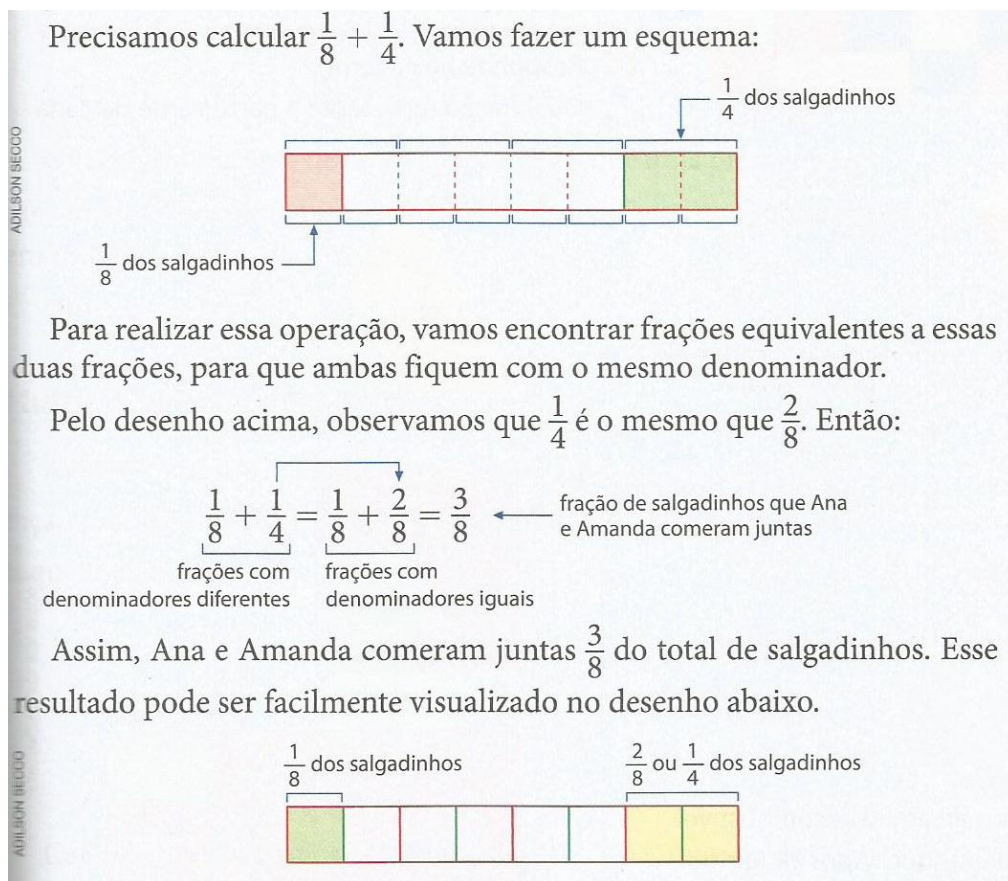 Precisamos calcular 1/8 + 1/4. Vamos fazer um esquema:
1/4 dos salgadinhos
ADILSON SECCO
1/8 dos salgadinhos
Para realizar essa operação, vamos encontrar frações equivalentes a essas
duas frações, para que ambas fiquem com o mesmo denominador.
Pelo desenho acima, observamos que 1/4 é o mesmo que 2/8. Então:
1/8 + 1/4 = 1/8 + 2/8 = 3/8
fração de salgadinhos que Ana
e Amanda comeram juntas
frações com
denominadores diferentes
frações com
denominadores iguais
Assim, Ana e Amanda comeram juntas 3/8 do total de salgadinhos. Esse
resultado pode ser facilmente visualizado no desenho abaixo.
1/8 dos salgadinhos
2/8 ou 1/4 dos salgadinhos
ADILSON SECCO